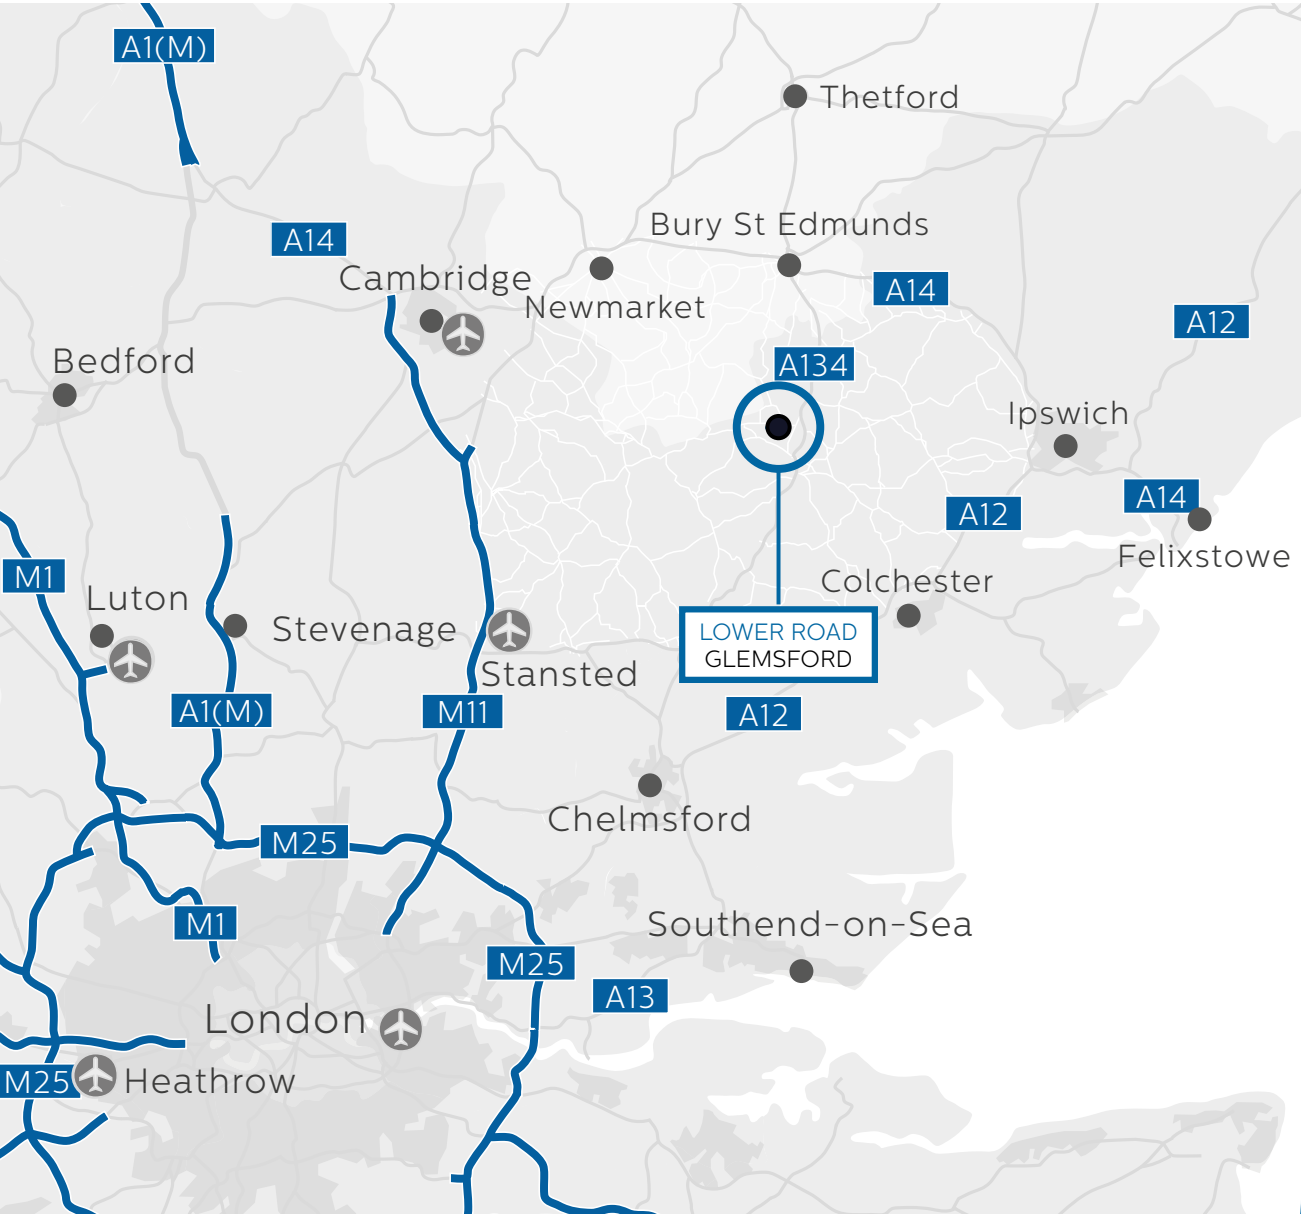 A1(M)
Thetford
Bury St Edmunds
A14
Cambridge
Newmarket
A14
A12
Bedford
A134
Ipswich
A14
A12
Felixstowe
M1
Colchester
Luton
Stevenage
LOWER ROAD
GLEMSFORD
Stansted
A1(M)
M11
A12
Chelmsford
M25
M1
Southend-on-Sea
M25
A13
London
M25
Heathrow